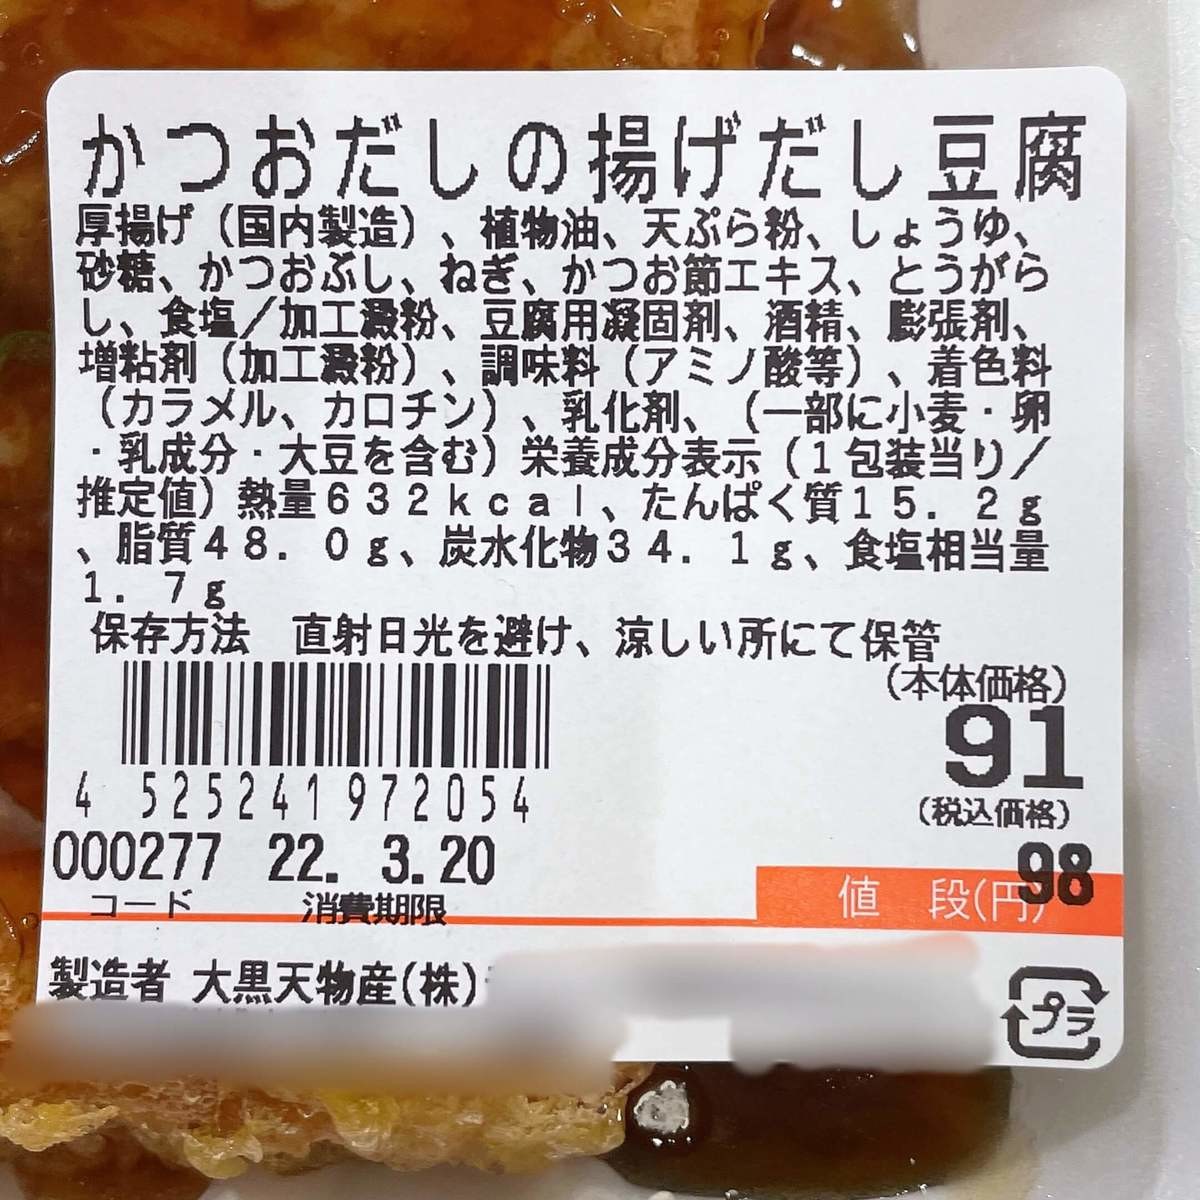 かつおだしの揚げだし豆腐
厚揚げ（国内製造）、植物油、天ぷら粉、しょうゆ、
砂糖、かつおぶし、ねぎ、かつお節エキス、とうがら
し、食塩／加工澱粉、豆腐用凝固剤、酒精、膨張剤、
増粘剤（加工澱粉）、調味料（アミノ酸等）、着色料
（カラメル、カロチン）、乳化剤、（一部に小麦・卵
・乳成分・大豆を含む）栄養成分表示（１包装当り／
推定値）熱量６３２ｋｃａｌ、たんぱく質１５．２ｇ
、脂質４８．０ｇ、炭水化物３４．１ｇ、食塩相当量
１．７ｇ
保存方法　直射日光を避け、涼しい所にて保管
(本体価格)
91
4 525241 972054
(税込価格)
000277 22. 3.20
98
コード 消費期限
値 段(円)
製造者 大黒天物産(株)
プラ